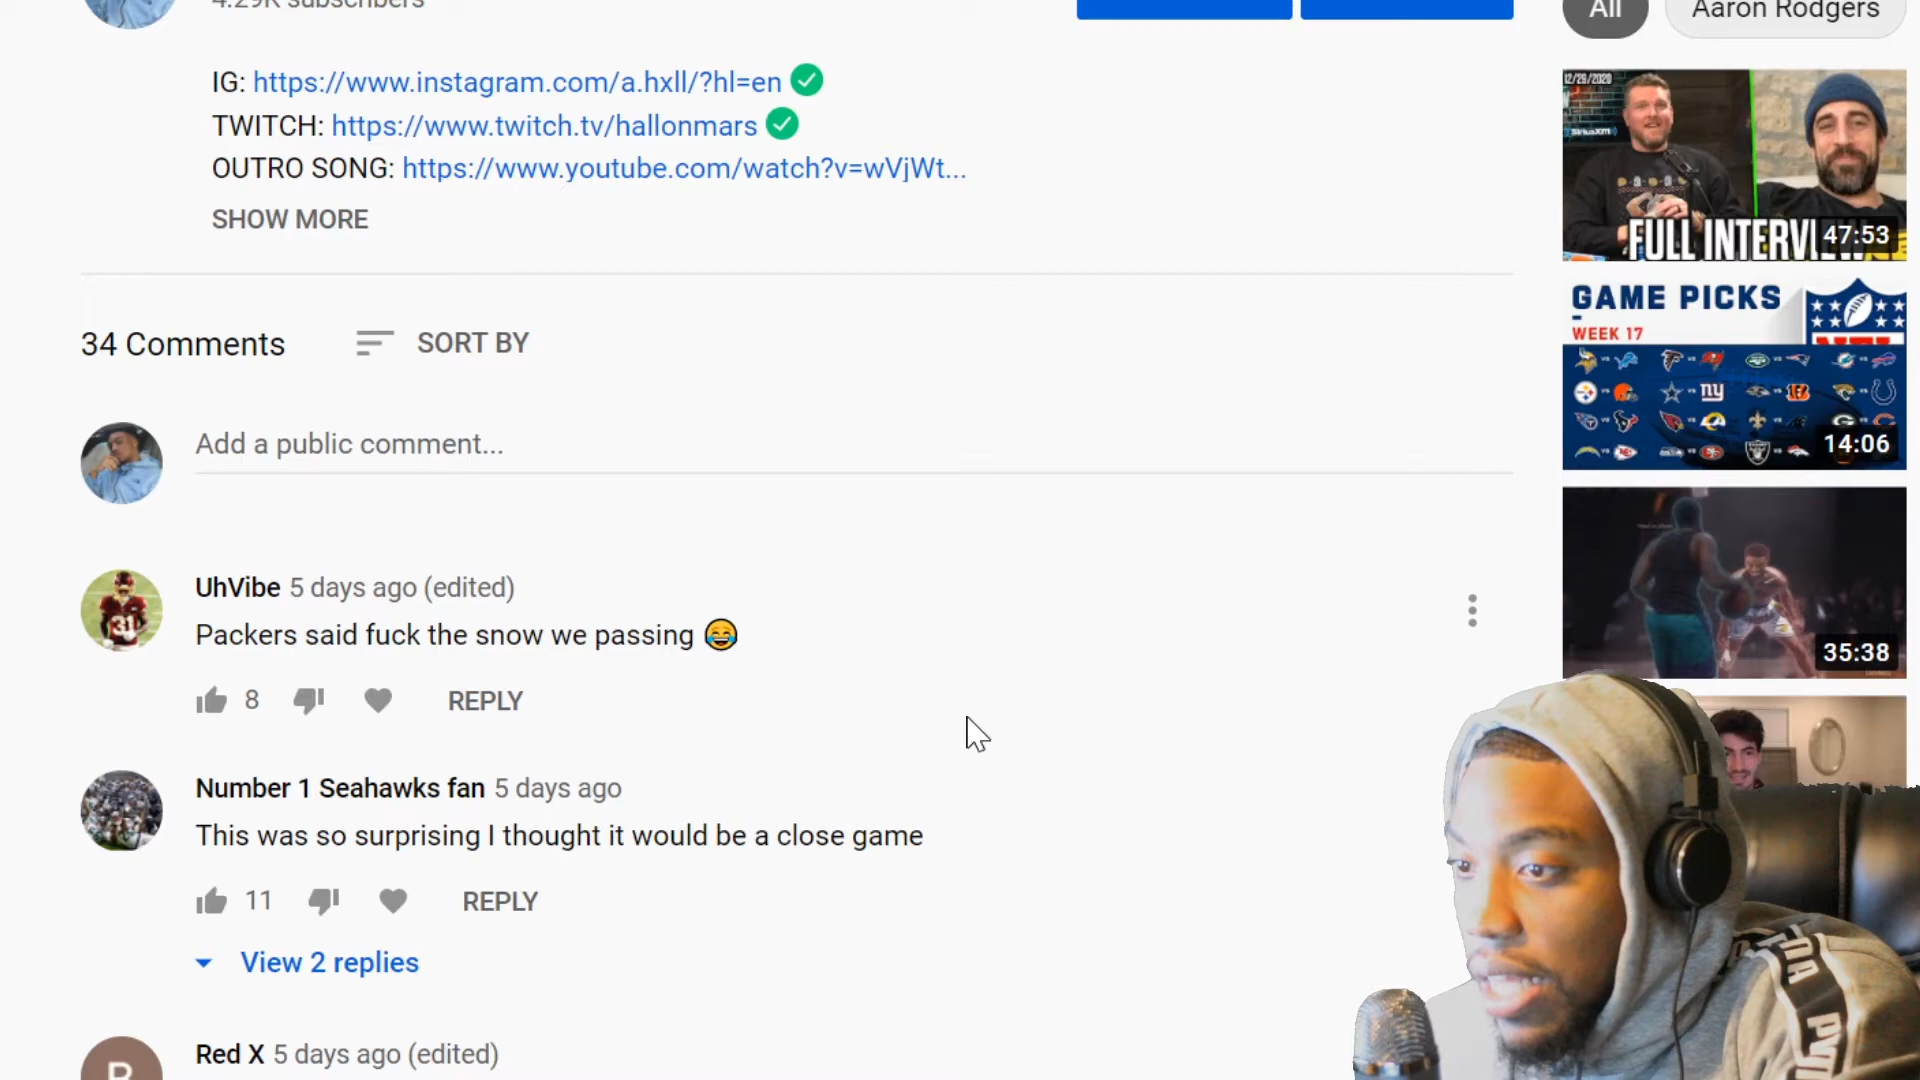 4.29K subscribers
All
Aaron Rodgers
IG: https://www.instagram.com/a.hxll/?hl=en
TWITCH: https://www.twitch.tv/hallonmars
OUTRO SONG: https://www.youtube.com/watch?v=wVjWt...
SHOW MORE
12/29/2020
SiriusXM
FULL INTERVIEW
47:53
GAME PICKS
WEEK 17
14:06
35:38
34 Comments
SORT BY
Add a public comment...
UhVibe 5 days ago (edited)
Packers said fuck the snow we passing 😂
8
REPLY
Number 1 Seahawks fan 5 days ago
This was so surprising I thought it would be a close game
11
REPLY
View 2 replies
R
Red X 5 days ago (edited)